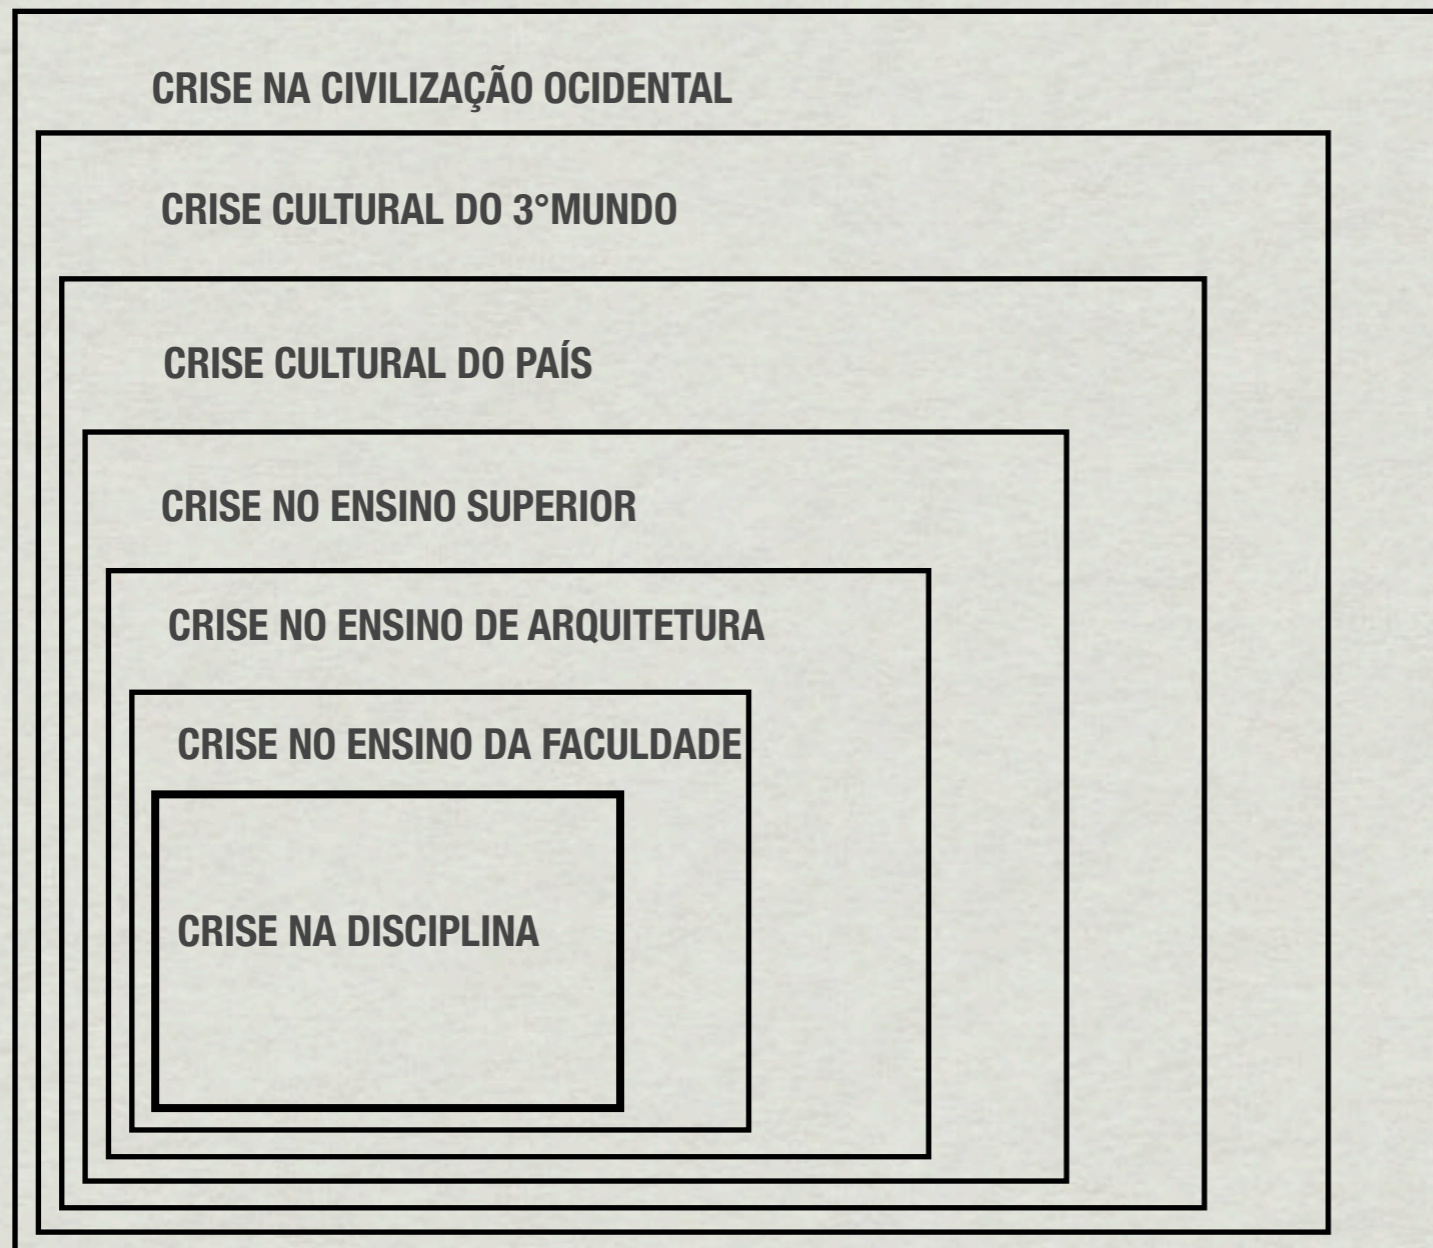 CRISE NA CIVILIZAÇÃO OCIDENTAL
CRISE CULTURAL DO 3°MUNDO
CRISE CULTURAL DO PAÍS
CRISE NO ENSINO SUPERIOR
CRISE NO ENSINO DE ARQUITETURA
CRISE NO ENSINO DA FACULDADE
CRISE NA DISCIPLINA